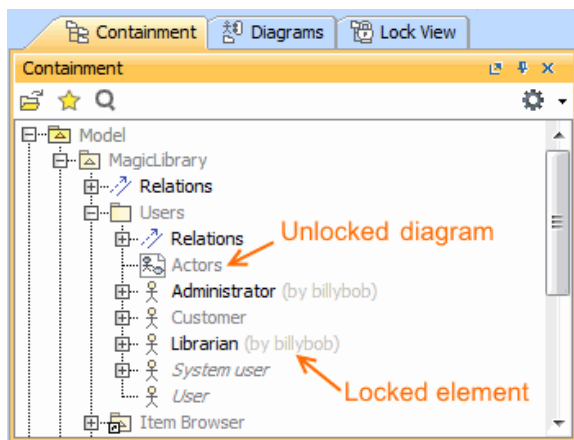 Containment Diagrams Lock View
Containment
Model
MagicLibrary
Relations
Users
Relations
Unlocked diagram
Actors
Administrator (by billybob)
Customer
Librarian (by billybob)
System user
Locked element
User
Item Browser